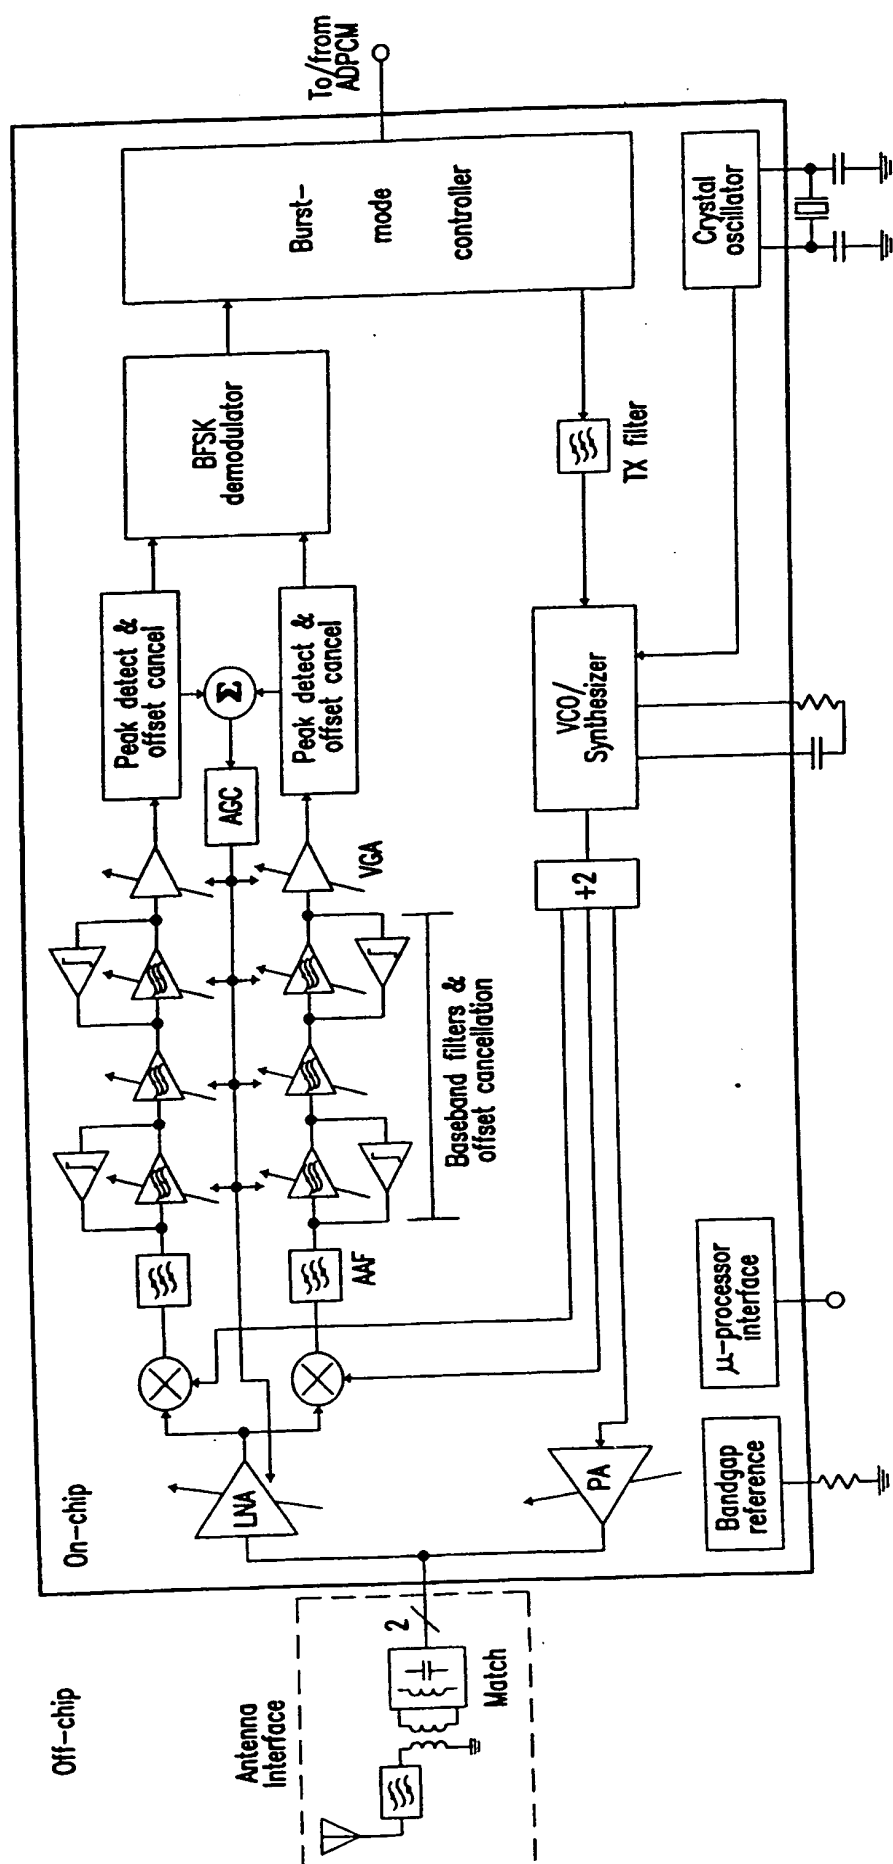 Off-chip
On-chip
Antenna
Interface
2
Match
LNA
PA
AAF
Baseband filters &
offset cancellation
VGA
AGC
Σ
Peak detect &
offset cancel
Peak detect &
offset cancel
BFSK
demodulator
Burst-
mode
controller
To/from
ADPCM
+2
VCO/
Synthesizer
TX filter
Crystal
oscillator
Bandgap
reference
μ-processor
interface